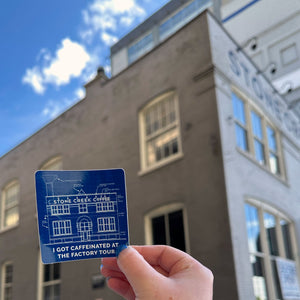 STONE CREEK COFFEE
I GOT CAFFEINATED AT
THE FACTORY TOUR